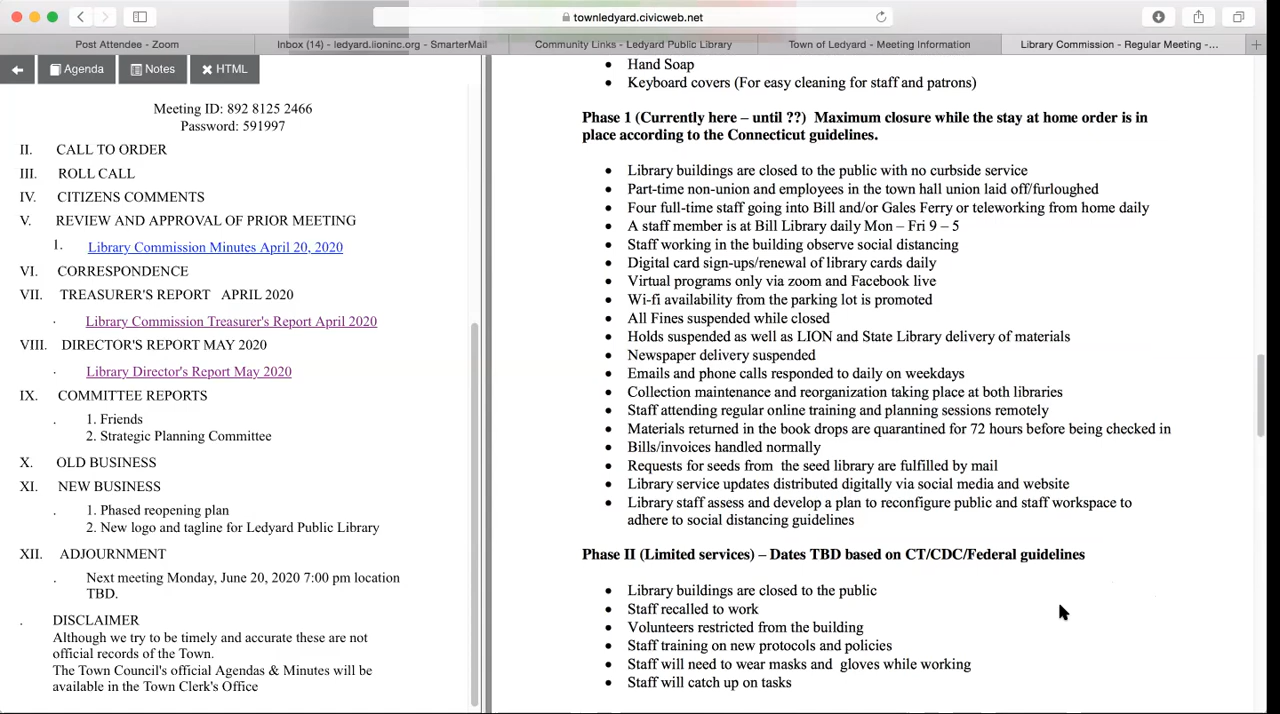 townledyard.civicweb.net
Post Attendee - Zoom
Inbox (14) - ledyard.lioninc.org - SmarterMail
Community Links - Ledyard Public Library
Town of Ledyard - Meeting Information
Library Commission - Regular Meeting -...
Agenda
Notes
HTML
Meeting ID: 892 8125 2466
Password: 591997
II. CALL TO ORDER
III. ROLL CALL
IV. CITIZENS COMMENTS
V. REVIEW AND APPROVAL OF PRIOR MEETING
I. Library Commission Minutes April 20, 2020
VI. CORRESPONDENCE
VII. TREASURER'S REPORT APRIL 2020
. Library Commission Treasurer's Report April 2020
VIII. DIRECTOR'S REPORT MAY 2020
. Library Director's Report May 2020
IX. COMMITTEE REPORTS
. 1. Friends
2. Strategic Planning Committee
X. OLD BUSINESS
XI. NEW BUSINESS
. 1. Phased reopening plan
2. New logo and tagline for Ledyard Public Library
XII. ADJOURNMENT
. Next meeting Monday, June 20, 2020 7:00 pm location
TBD.
. DISCLAIMER
Although we try to be timely and accurate these are not
official records of the Town.
The Town Council's official Agendas & Minutes will be
available in the Town Clerk's Office
• Hand Soap
• Keyboard covers (For easy cleaning for staff and patrons)
Phase 1 (Currently here – until ??) Maximum closure while the stay at home order is in
place according to the Connecticut guidelines.
• Library buildings are closed to the public with no curbside service
• Part-time non-union and employees in the town hall union laid off/furloughed
• Four full-time staff going into Bill and/or Gales Ferry or teleworking from home daily
• A staff member is at Bill Library daily Mon – Fri 9 – 5
• Staff working in the building observe social distancing
• Digital card sign-ups/renewal of library cards daily
• Virtual programs only via zoom and Facebook live
• Wi-fi availability from the parking lot is promoted
• All Fines suspended while closed
• Holds suspended as well as LION and State Library delivery of materials
• Newspaper delivery suspended
• Emails and phone calls responded to daily on weekdays
• Collection maintenance and reorganization taking place at both libraries
• Staff attending regular online training and planning sessions remotely
• Materials returned in the book drops are quarantined for 72 hours before being checked in
• Bills/invoices handled normally
• Requests for seeds from the seed library are fulfilled by mail
• Library service updates distributed digitally via social media and website
• Library staff assess and develop a plan to reconfigure public and staff workspace to
adhere to social distancing guidelines
Phase II (Limited services) – Dates TBD based on CT/CDC/Federal guidelines
• Library buildings are closed to the public
• Staff recalled to work
• Volunteers restricted from the building
• Staff training on new protocols and policies
• Staff will need to wear masks and gloves while working
• Staff will catch up on tasks